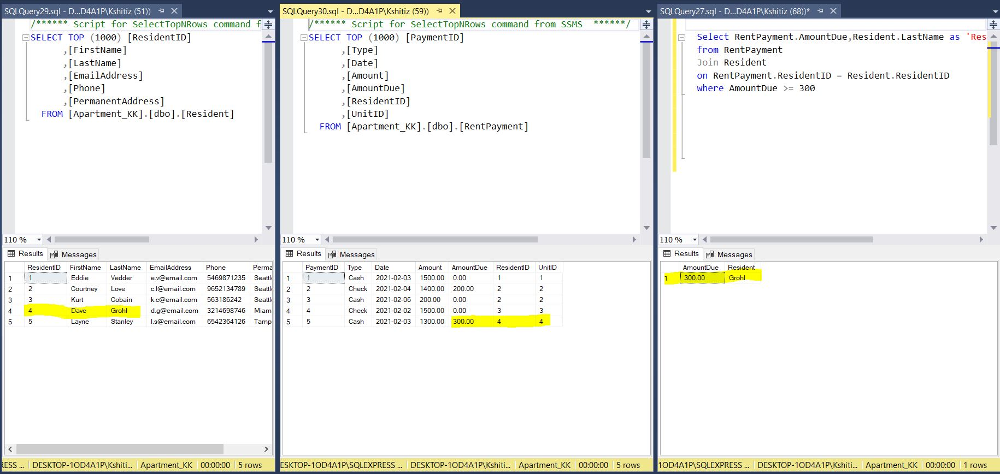 SQLQuery29.sql - D...D4A1P\Kshitiz (51))
/****** Script for SelectTopNRows command f
SELECT TOP (1000) [ResidentID]
,[FirstName]
,[LastName]
,[EmailAddress]
,[Phone]
,[PermanentAddress]
FROM [Apartment_KK].[dbo].[Resident]
110 %
Results Messages
ResidentID FirstName LastName EmailAddress Phone Perma
1 1 Eddie Vedder e.v@email.com 5469871235 Seattle
2 2 Courtney Love c.l@email.com 9652134789 Seattle
3 3 Kurt Cobain k.c@email.com 563186242 Seattle
4 4 Dave Grohl d.g@email.com 3214698746 Miam
5 5 Layne Stanley l.s@email.com 6542364126 Tampa
RESS ... DESKTOP-1OD4A1P\Kshiti... Apartment_KK 00:00:00 5 rows
SQLQuery30.sql - D...D4A1P\Kshitiz (59))
/****** Script for SelectTopNRows command from SSMS ******/
SELECT TOP (1000) [PaymentID]
,[Type]
,[Date]
,[Amount]
,[AmountDue]
,[ResidentID]
,[UnitID]
FROM [Apartment_KK].[dbo].[RentPayment]
110 %
Results Messages
PaymentID Type Date Amount AmountDue ResidentID UnitID
1 1 Cash 2021-02-03 1500.00 0.00 1 1
2 2 Check 2021-02-04 1400.00 200.00 2 2
3 3 Cash 2021-02-06 200.00 0.00 2 2
4 4 Check 2021-02-02 1500.00 0.00 3 3
5 5 Cash 2021-02-03 1300.00 300.00 4 4
ESKTOP-1OD4A1P\SQLEXPRESS ... DESKTOP-1OD4A1P\Kshiti... Apartment_KK 00:00:00 5 rows
SQLQuery27.sql - D...D4A1P\Kshitiz (68))*
Select RentPayment.AmountDue,Resident.LastName as 'Res
from RentPayment
Join Resident
on RentPayment.ResidentID = Resident.ResidentID
where AmountDue >= 300
110 %
Results Messages
AmountDue Resident
1 300.00 Grohl
1OD4A1P\SQLEXPRESS ... DESKTOP-1OD4A1P\Kshiti... Apartment_KK 00:00:00 1 rows